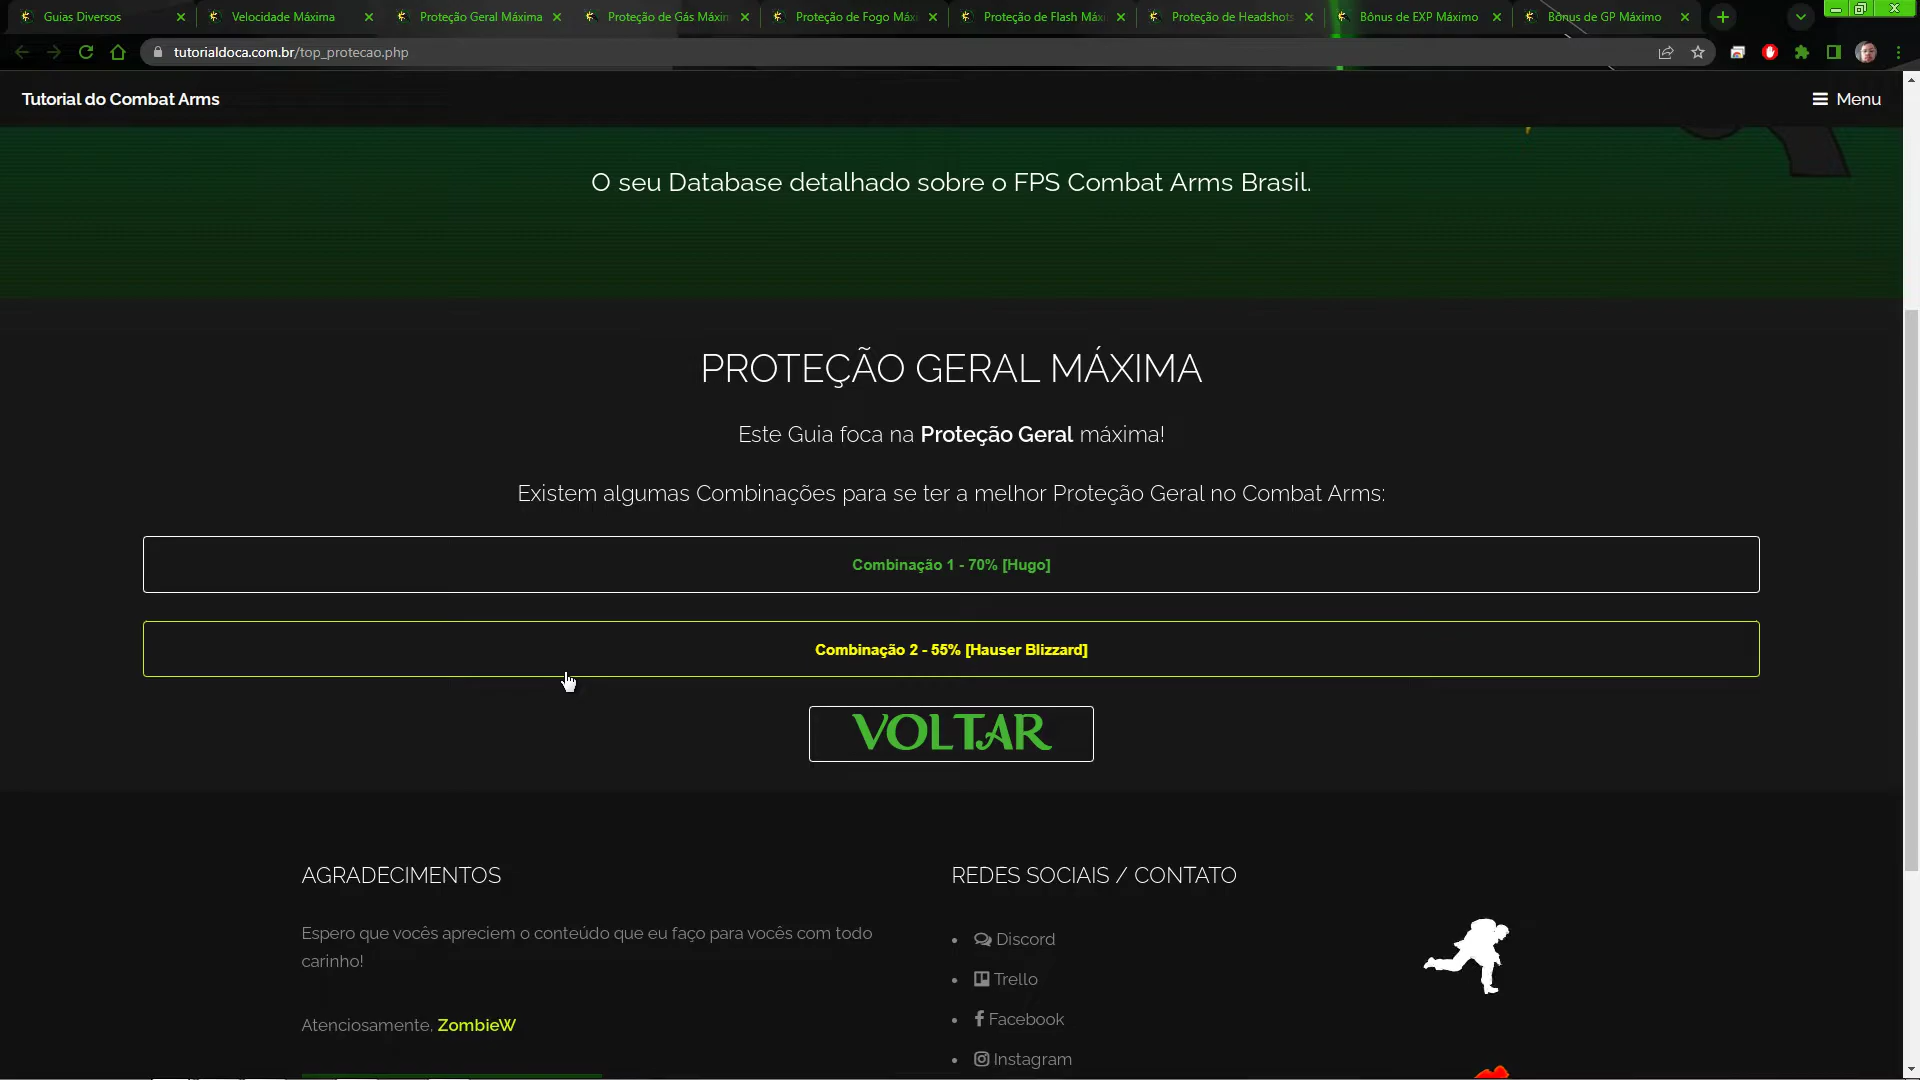 Guias Diversos
Velocidade Máxima
Proteção Geral Máxima
Proteção de Gás Máxim
Proteção de Fogo Máx
Proteção de Flash Máx
Proteção de Headshots
Bônus de EXP Máximo
Bônus de GP Máximo
tutorialdoca.com.br/top_protecao.php
Tutorial do Combat Arms
Menu
O seu Database detalhado sobre o FPS Combat Arms Brasil.
PROTEÇÃO GERAL MÁXIMA
Este Guia foca na Proteção Geral máxima!
Existem algumas Combinações para se ter a melhor Proteção Geral no Combat Arms:
Combinação 1 - 70% [Hugo]
Combinação 2 - 55% [Hauser Blizzard]
VOLTAR
AGRADECIMENTOS
Espero que vocês apreciem o conteúdo que eu faço para vocês com todo
carinho!
Atenciosamente, ZombieW
REDES SOCIAIS / CONTATO
Discord
Trello
Facebook
Instagram